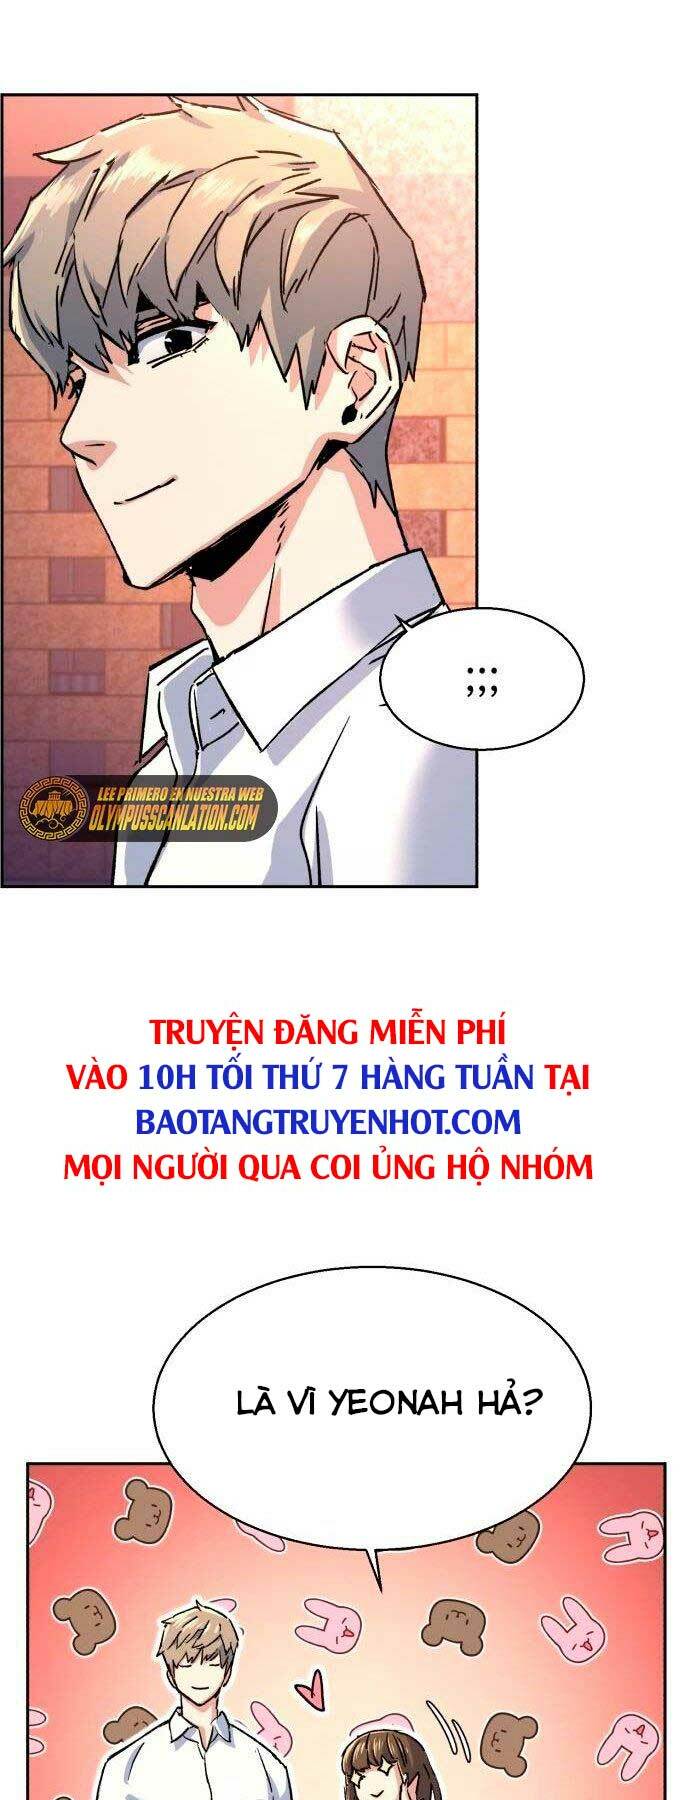 ;;;
LEE PRIMERO EN NUESTRA WEB
OLYMPUSSCANLATION.COM
TRUYỆN ĐĂNG MIỄN PHÍ
VÀO 10H TỐI THỨ 7 HÀNG TUẦN TẠI
BAOTANGTRUYENHOT.COM
MỌI NGƯỜI QUA COI ỦNG HỘ NHÓM
LÀ VÌ YEONAH HẢ?